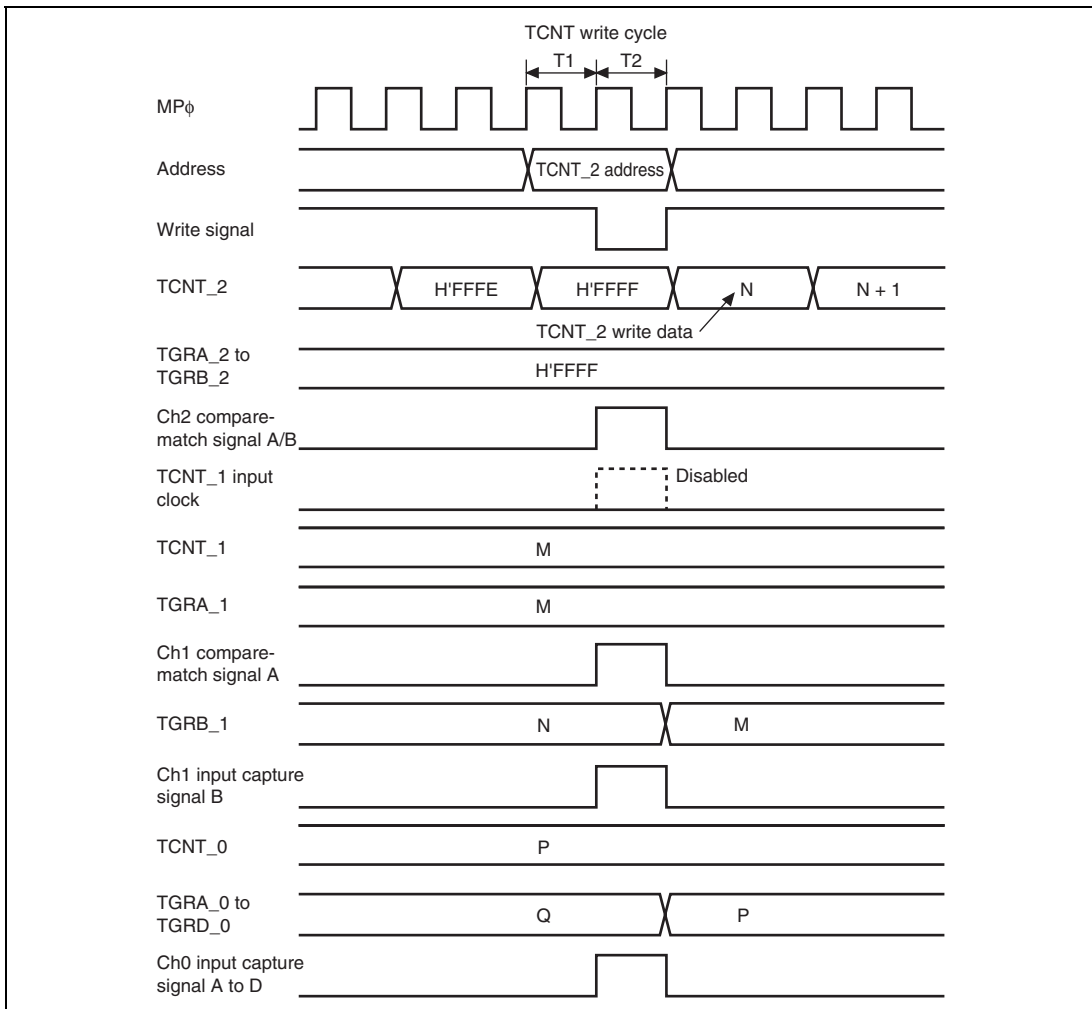 TCNT write cycle
T1 T2
MPφ
Address
TCNT_2 address
Write signal
TCNT_2
H'FFFE H'FFFF N N + 1
TCNT_2 write data
TGRA_2 to
TGRB_2
H'FFFF
Ch2 compare-
match signal A/B
TCNT_1 input
clock
Disabled
TCNT_1
M
TGRA_1
M
Ch1 compare-
match signal A
TGRB_1
N M
Ch1 input capture
signal B
TCNT_0
P
TGRA_0 to
TGRD_0
Q P
Ch0 input capture
signal A to D